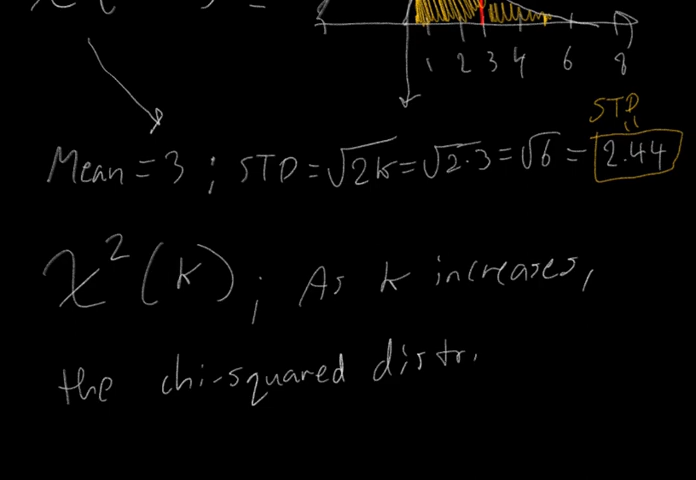 1 2 3 4 6 8
STD
Mean = 3 ; STD = √2k = √2·3 = √6 = 2.44
χ²(k) ; As k increases,
the chi-squared distr.